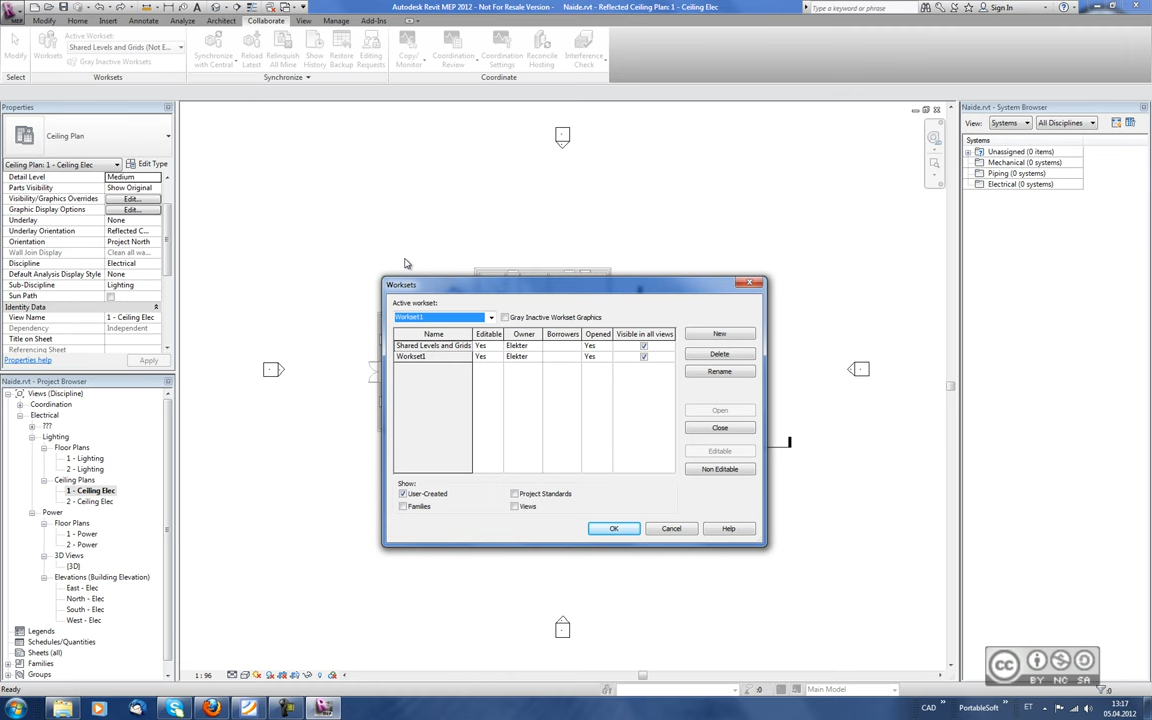 Autodesk Revit MEP 2012 - Not For Resale Version -
Naide.rvt - Reflected Ceiling Plan: 1 - Ceiling Elec
Type a keyword or phrase
Sign In
Home
Insert
Annotate
Analyze
Architect
Collaborate
View
Manage
Add-Ins
Modify
Worksets
Active Workset:
Shared Levels and Grids (Not E...
Gray Inactive Worksets
Synchronize with Central
Reload Latest
Relinquish All Mine
Show History
Restore Backup
Editing Requests
Copy/ Monitor
Coordination Review
Coordination Settings
Reconcile Hosting
Interference Check
Select
Worksets
Synchronize
Coordinate
Properties
Ceiling Plan
Ceiling Plan: 1 - Ceiling Elec
Edit Type
Detail Level Medium
Parts Visibility Show Original
Visibility/Graphics Overrides Edit...
Graphic Display Options Edit...
Underlay None
Underlay Orientation Reflected C...
Orientation Project North
Wall Join Display Clean all wa...
Discipline Electrical
Default Analysis Display Style None
Sub-Discipline Lighting
Sun Path
Identity Data
View Name 1 - Ceiling Elec
Dependency Independent
Title on Sheet
Referencing Sheet
Properties help
Apply
Naide.rvt - Project Browser
Views (Discipline)
Coordination
Electrical
???
Lighting
Floor Plans
1 - Lighting
2 - Lighting
Ceiling Plans
1 - Ceiling Elec
2 - Ceiling Elec
Power
Floor Plans
1 - Power
2 - Power
3D Views
{3D}
Elevations (Building Elevation)
East - Elec
North - Elec
South - Elec
West - Elec
Legends
Schedules/Quantities
Sheets (all)
Families
Groups
Worksets
Active workset:
Workset1
Gray Inactive Workset Graphics
Name Editable Owner Borrowers Opened Visible in all views
Shared Levels and Grids Yes Elekter Yes
Workset1 Yes Elekter Yes
New
Delete
Rename
Open
Close
Editable
Non Editable
Show:
User-Created
Project Standards
Families
Views
OK
Cancel
Help
Naide.rvt - System Browser
View: Systems All Disciplines
Systems
Unassigned (0 items)
Mechanical (0 systems)
Piping (0 systems)
Electrical (0 systems)
1 : 96
Ready
:0
Main Model
:0
CC BY NC SA
CAD
PortableSoft
ET
13:17
05.04.2012